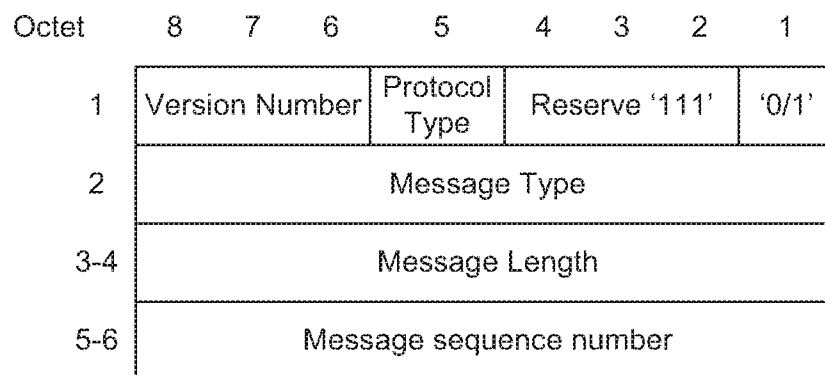 Octet 8 7 6 5 4 3 2 1
1 Version Number Protocol Type Reserve '111' '0/1'
2 Message Type
3-4 Message Length
5-6 Message sequence number